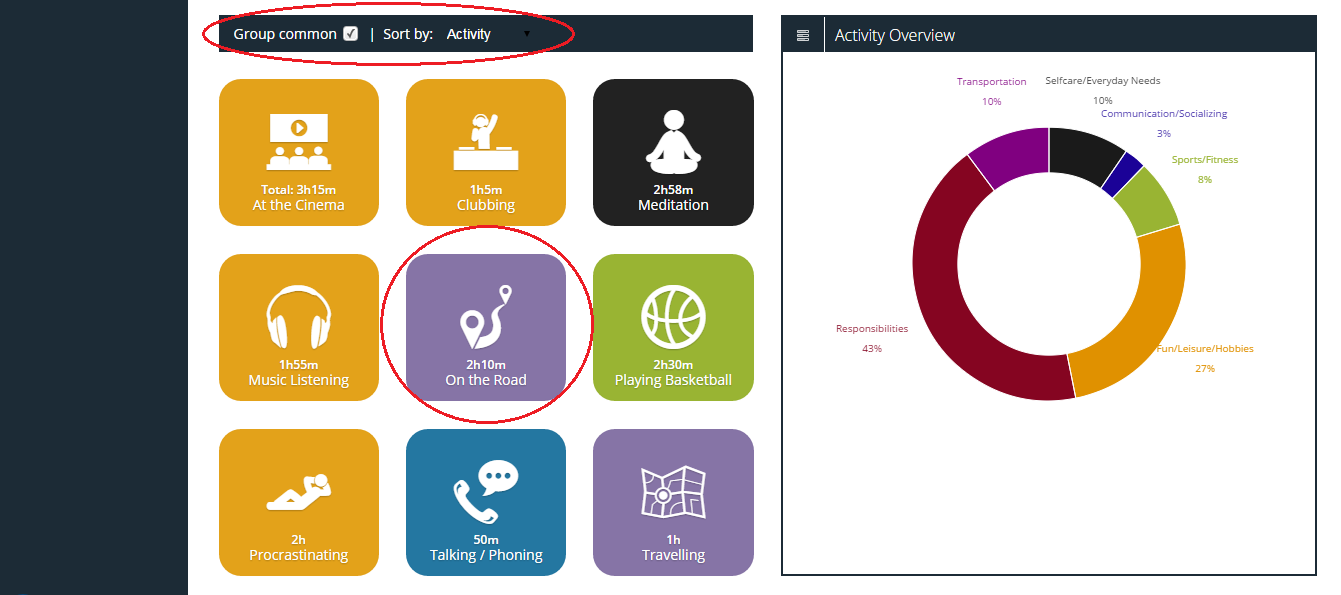 Group common | Sort by: Activity
Total: 3h15m
At the Cinema
1h5m
Clubbing
2h58m
Meditation
1h55m
Music Listening
2h10m
On the Road
2h30m
Playing Basketball
2h
Procrastinating
50m
Talking / Phoning
1h
Travelling
Activity Overview
Transportation
10%
Selfcare/Everyday Needs
10%
Communication/Socializing
3%
Sports/Fitness
8%
Responsibilities
43%
Fun/Leisure/Hobbies
27%